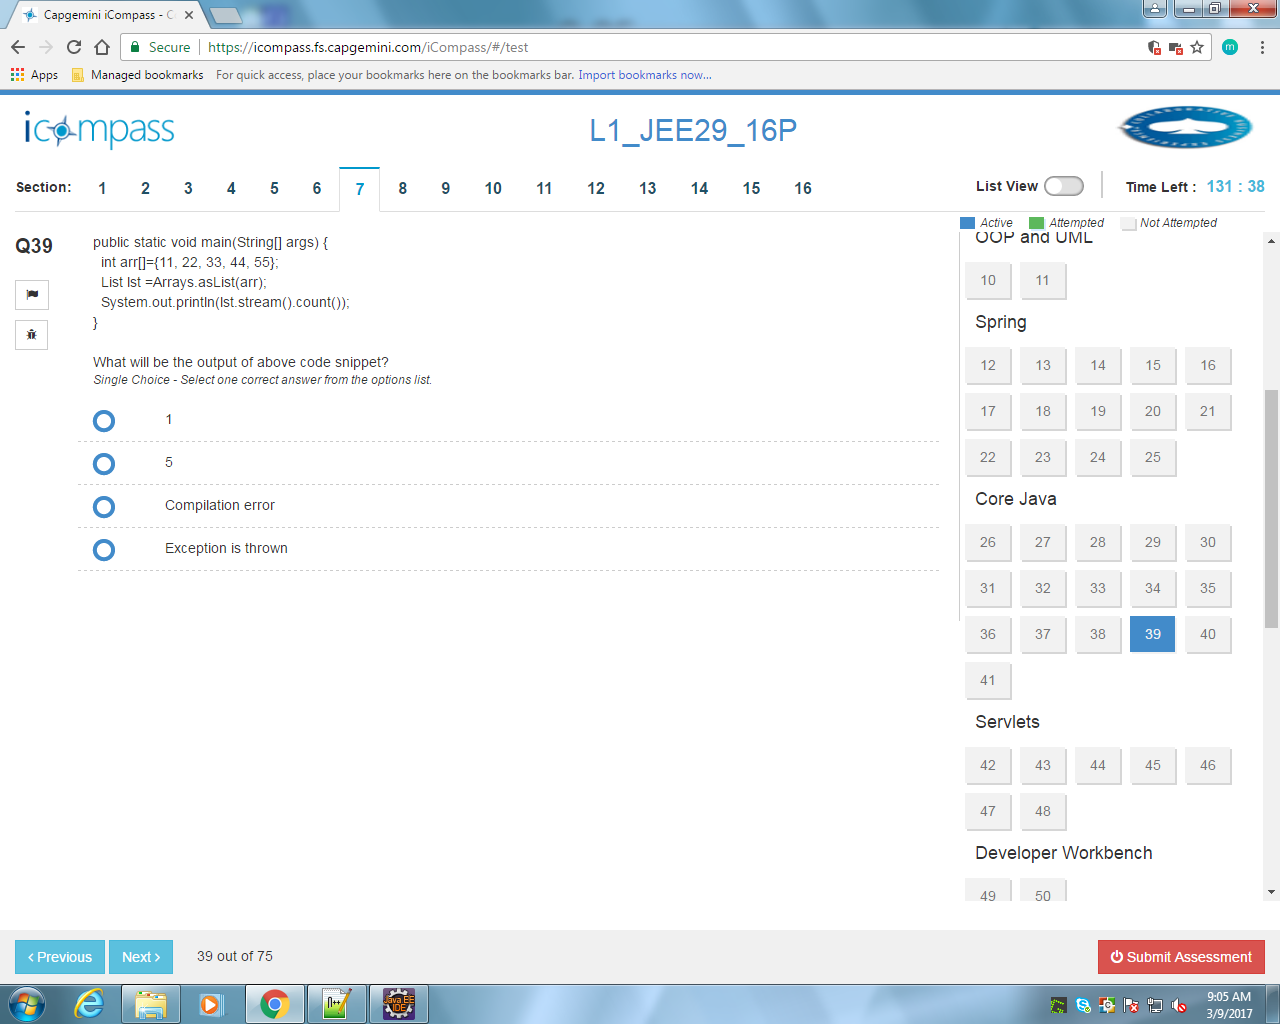 Capgemini iCompass - C
Secure
https://icompass.fs.capgemini.com/iCompass/#/test
m
Apps
Managed bookmarks
For quick access, place your bookmarks here on the bookmarks bar. Import bookmarks now...
icompass
L1_JEE29_16P
Section: 1 2 3 4 5 6 7 8 9 10 11 12 13 14 15 16
List View
Time Left : 131 : 38
Active Attempted Not Attempted
Q39
public static void main(String[] args) {
int arr[]={11, 22, 33, 44, 55};
List lst =Arrays.asList(arr);
System.out.println(lst.stream().count());
}
What will be the output of above code snippet?
Single Choice - Select one correct answer from the options list.
1
5
Compilation error
Exception is thrown
OOP and UML
10 11
Spring
12 13 14 15 16
17 18 19 20 21
22 23 24 25
Core Java
26 27 28 29 30
31 32 33 34 35
36 37 38 39 40
41
Servlets
42 43 44 45 46
47 48
Developer Workbench
49 50
‹ Previous
Next ›
39 out of 75
Submit Assessment
N++
Java EE
IDE
9:05 AM
3/9/2017